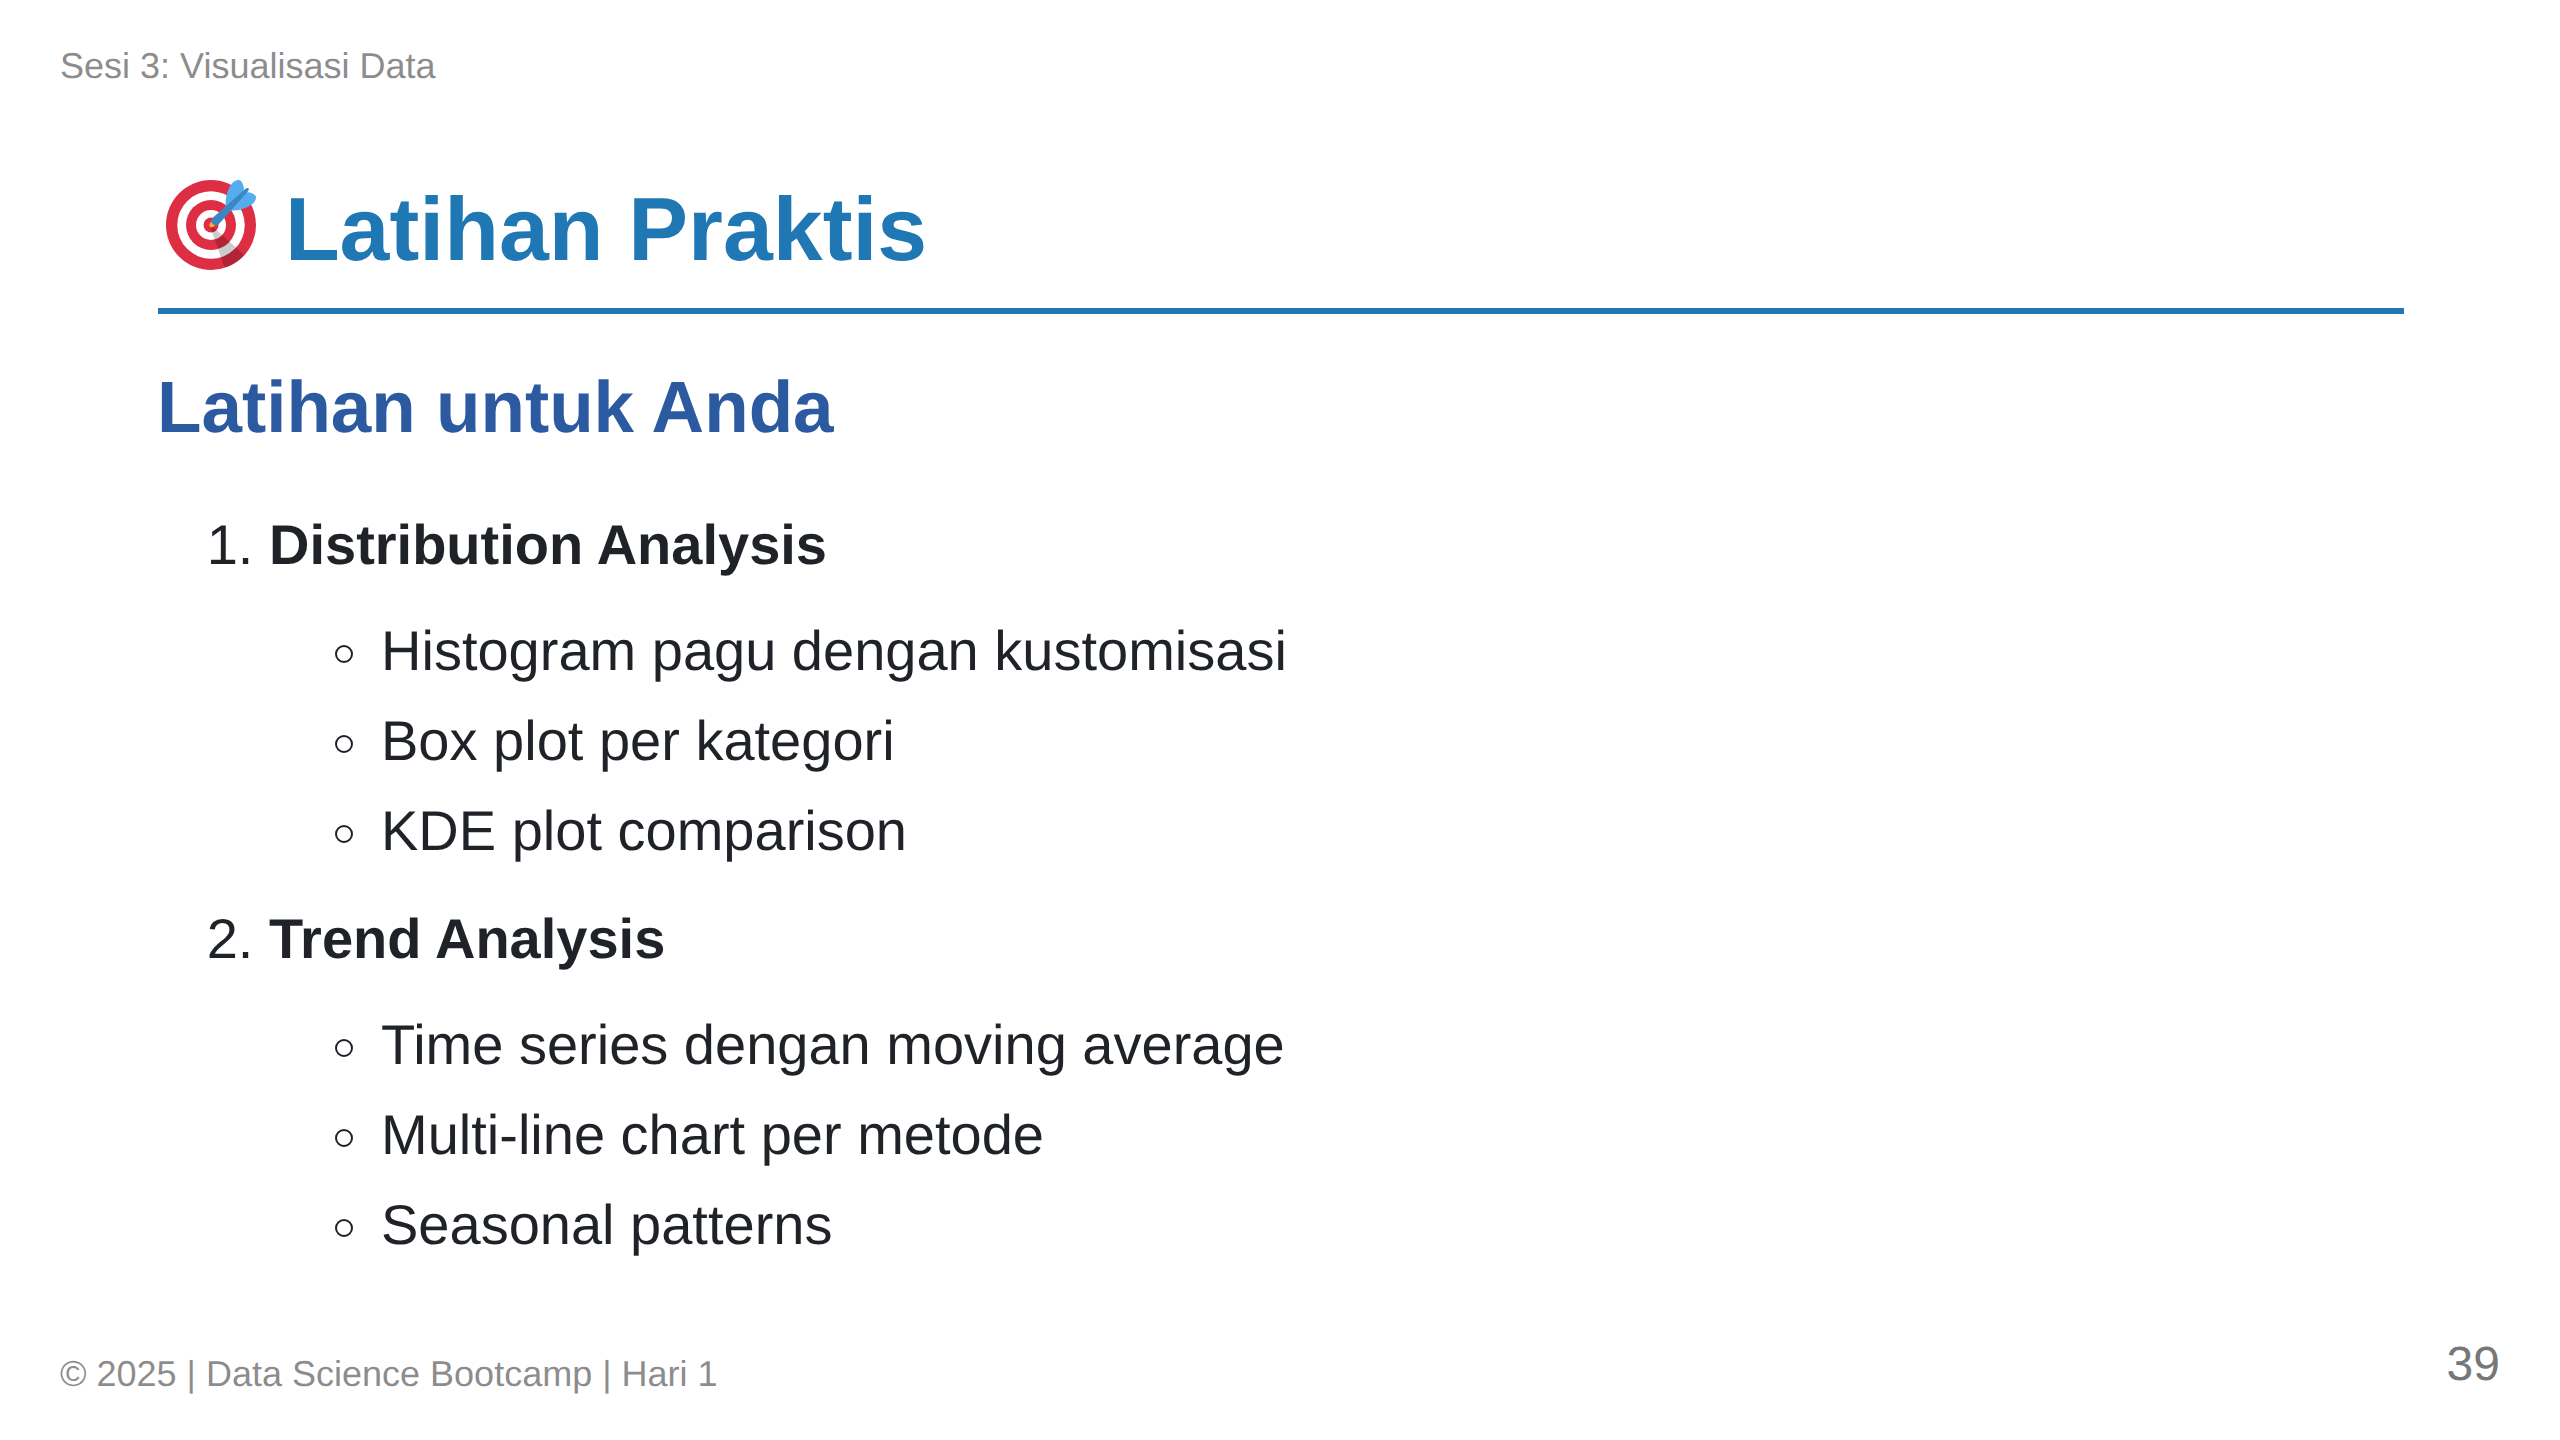 Sesi 3: Visualisasi Data
🎯 Latihan Praktis
Latihan untuk Anda
1. Distribution Analysis
○ Histogram pagu dengan kustomisasi
○ Box plot per kategori
○ KDE plot comparison
2. Trend Analysis
○ Time series dengan moving average
○ Multi-line chart per metode
○ Seasonal patterns
© 2025 | Data Science Bootcamp | Hari 1
39